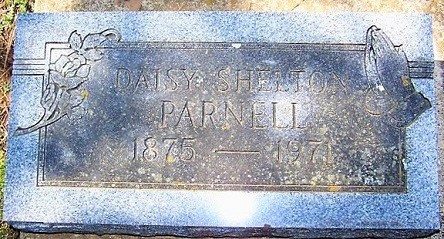 DAISY SHELTON
PARNELL
1875 — 1971